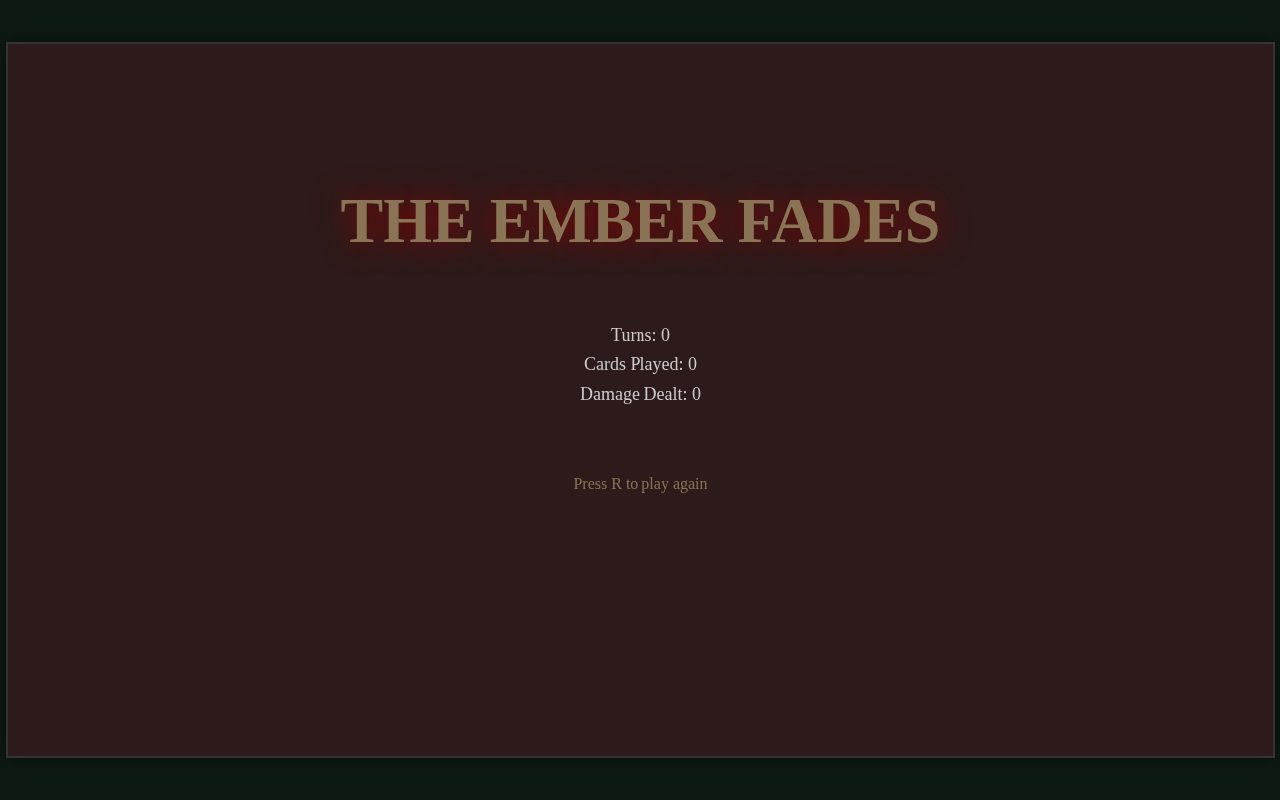 THE EMBER FADES
Turns: 0
Cards Played: 0
Damage Dealt: 0
Press R to play again